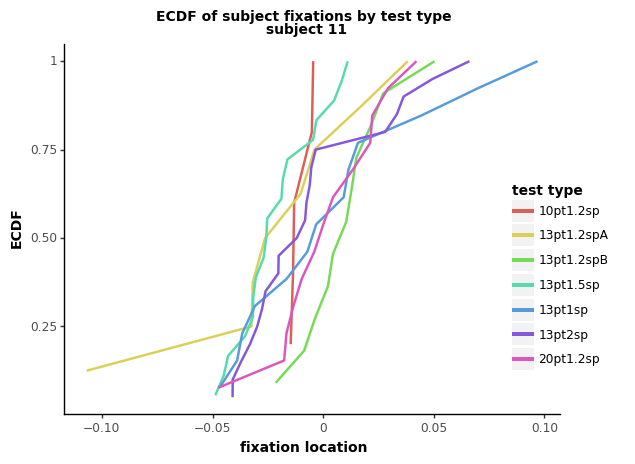 ECDF of subject fixations by test type
subject 11
1
0.75
0.50
0.25
ECDF
−0.10
−0.05
0
0.05
0.10
fixation location
test type
10pt1.2sp
13pt1.2spA
13pt1.2spB
13pt1.5sp
13pt1sp
13pt2sp
20pt1.2sp